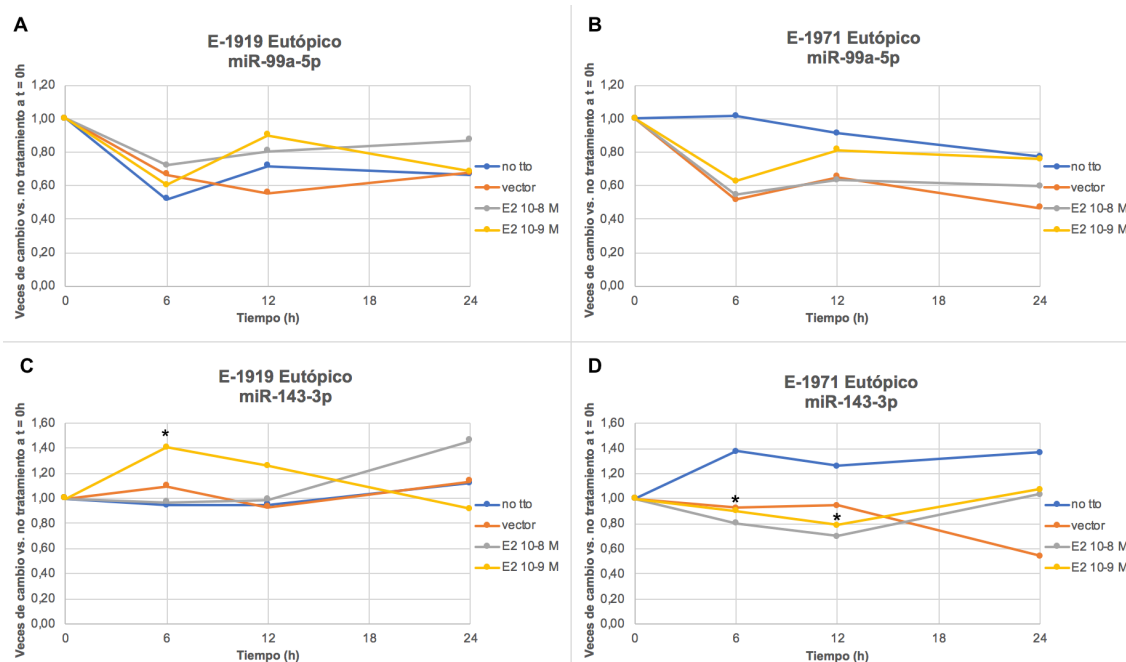 A
E-1919 Eutópico
miR-99a-5p
Veces de cambio vs. no tratamiento a t = 0h
1,20
1,00
0,80
0,60
0,40
0,20
0,00
0
6
12
18
24
Tiempo (h)
no tto
vector
E2 10-8 M
E2 10-9 M
B
E-1971 Eutópico
miR-99a-5p
Veces de cambio vs. no tratamiento a t = 0h
1,20
1,00
0,80
0,60
0,40
0,20
0,00
0
6
12
18
24
Tiempo (h)
no tto
vector
E2 10-8 M
E2 10-9 M
C
E-1919 Eutópico
miR-143-3p
Veces de cambio vs. no tratamiento a t = 0h
1,60
1,40
1,20
1,00
0,80
0,60
0,40
0,20
0,00
*
0
6
12
18
24
Tiempo (h)
no tto
vector
E2 10-8 M
E2 10-9 M
D
E-1971 Eutópico
miR-143-3p
Veces de cambio vs. no tratamiento a t = 0h
1,60
1,40
1,20
1,00
0,80
0,60
0,40
0,20
0,00
*
*
0
6
12
18
24
Tiempo (h)
no tto
vector
E2 10-8 M
E2 10-9 M